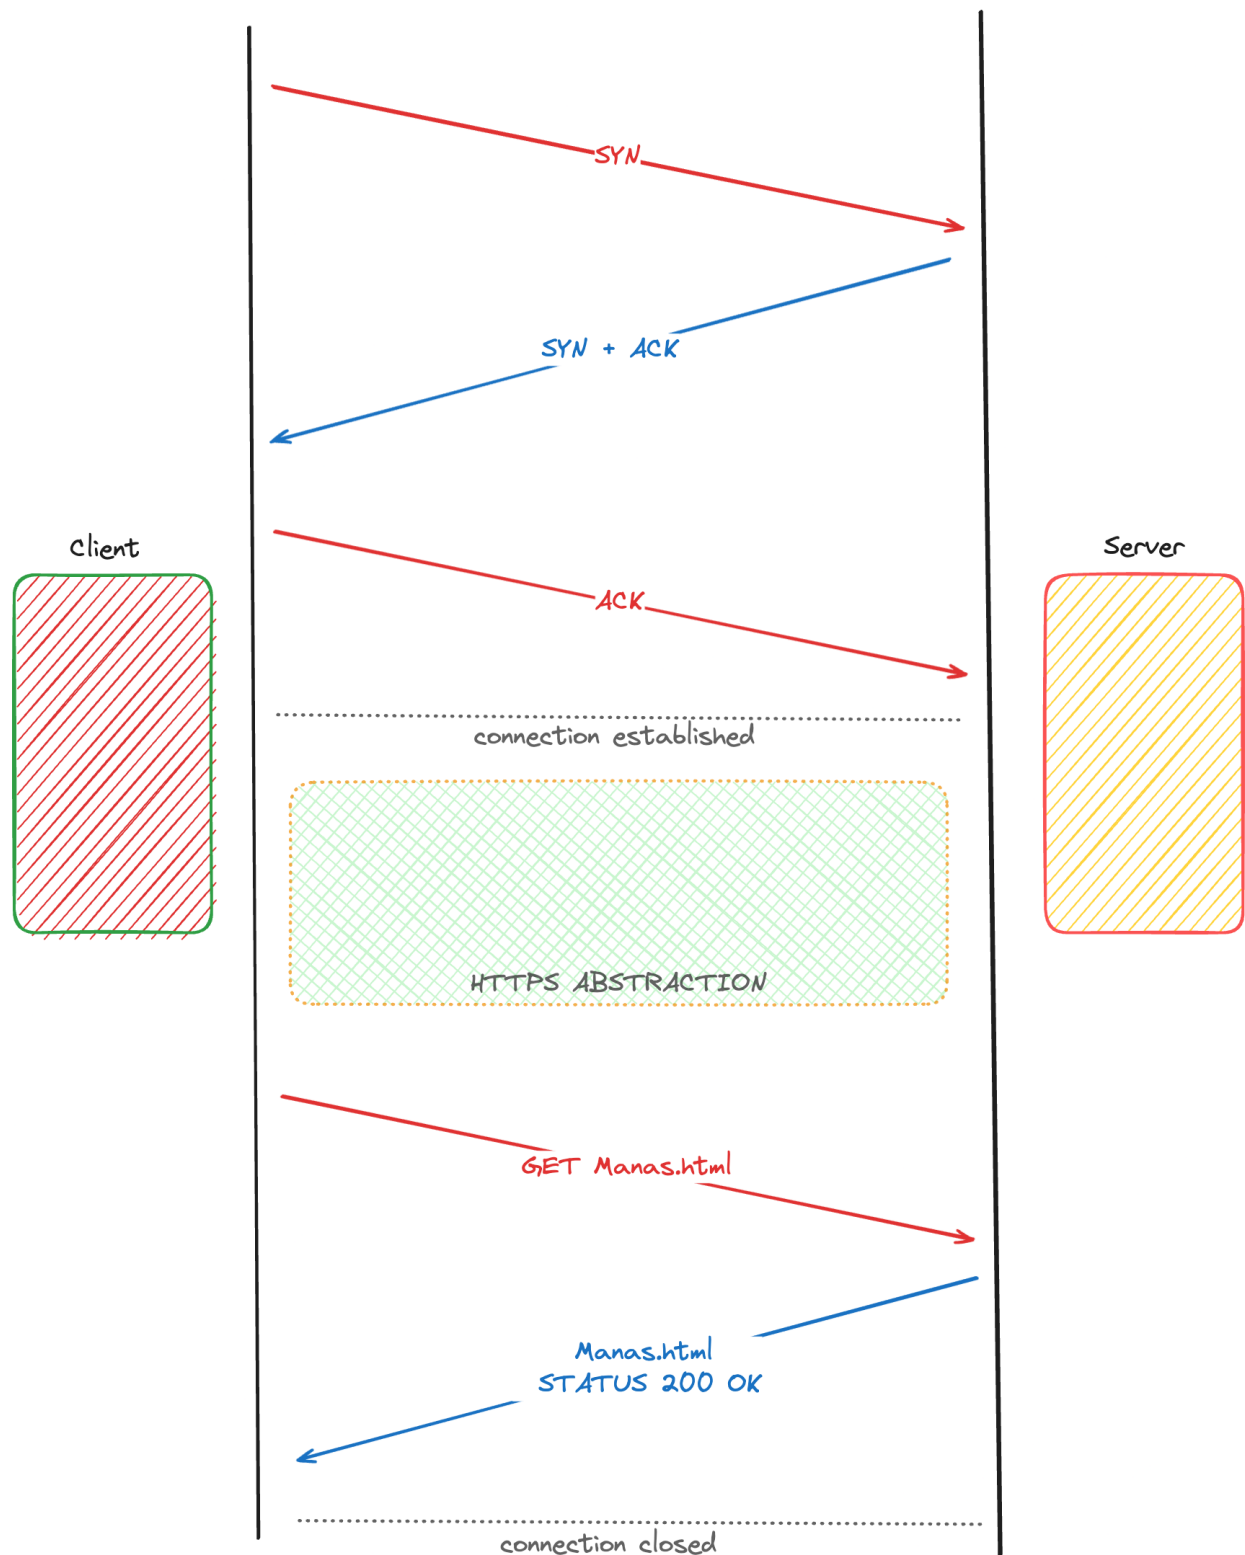 SYN
SYN + ACK
Client
Server
ACK
connection established
HTTPS ABSTRACTION
GET Manas.html
Manas.html
STATUS 200 OK
connection closed